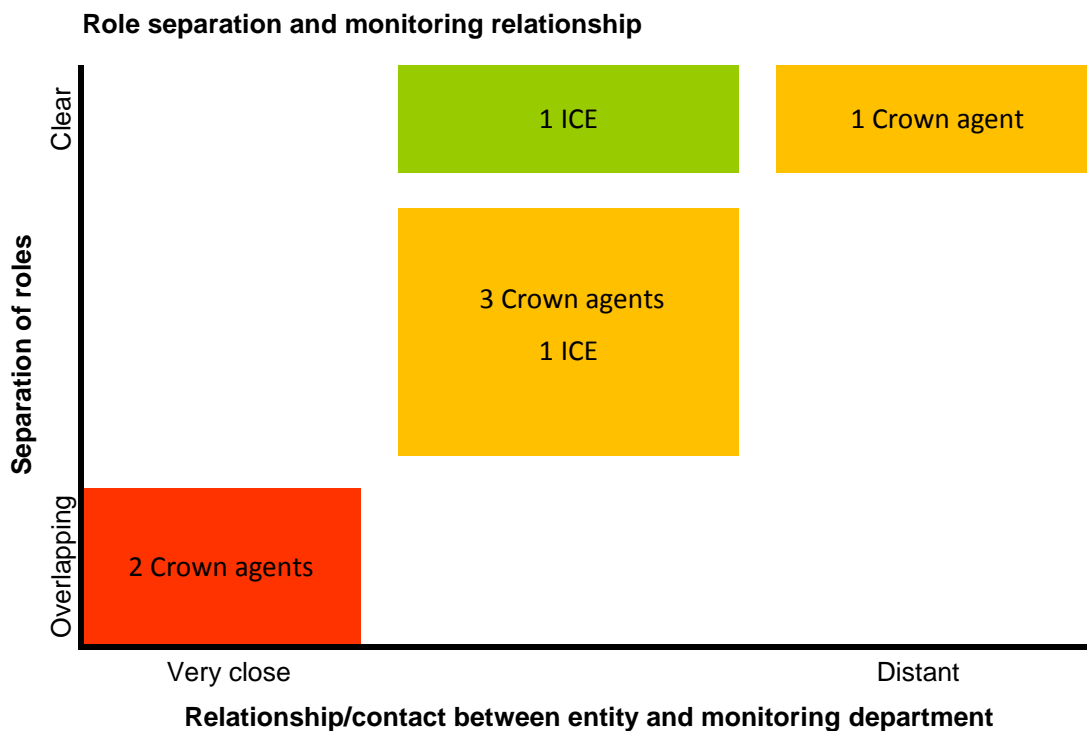 Role separation and monitoring relationship
Clear
1 ICE
1 Crown agent
Separation of roles
3 Crown agents
1 ICE
Overlapping
2 Crown agents
Very close
Distant
Relationship/contact between entity and monitoring department